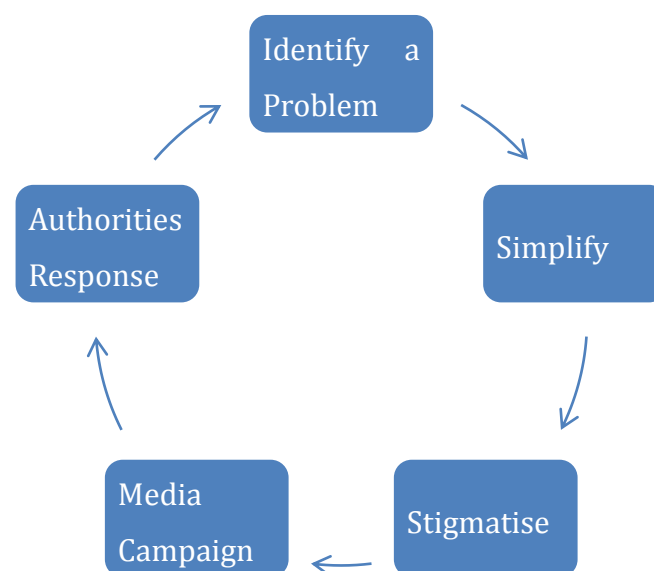 Identify a
Problem
Simplify
Stigmatise
Media
Campaign
Authorities
Response